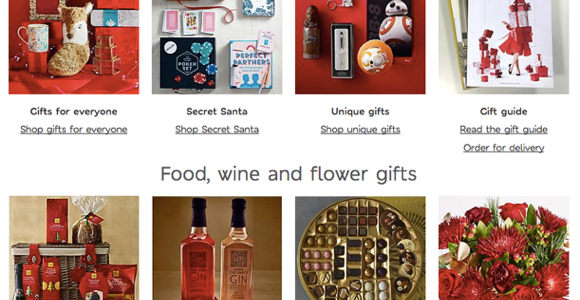 POKER
SET
PERFECT
PARTNERS
Gifts for everyone
Secret Santa
Unique gifts
Gift guide
Shop gifts for everyone
Shop Secret Santa
Shop unique gifts
Read the gift guide
Order for delivery
Food, wine and flower gifts
GIN
GIN